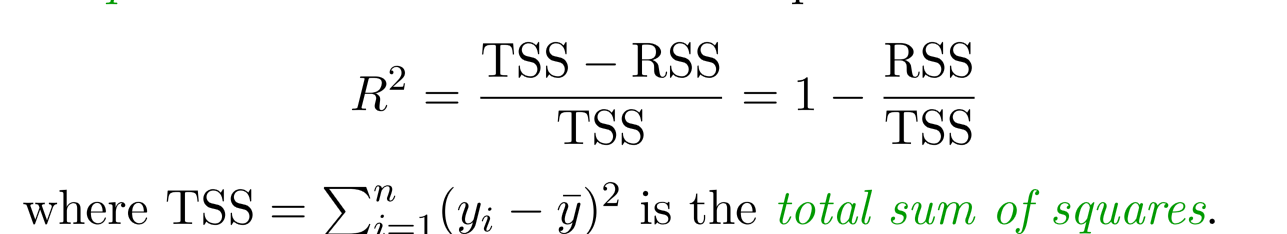 R² = (TSS − RSS) / TSS = 1 − RSS / TSS
where TSS = ∑ⁿᵢ₌₁(yᵢ − ȳ)² is the total sum of squares.